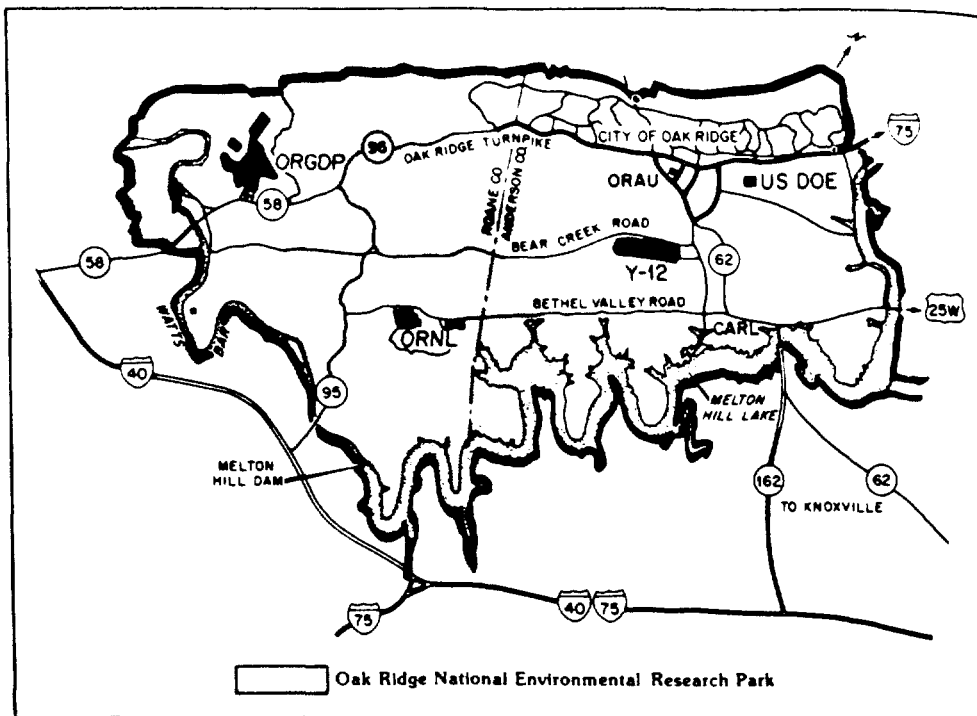 N
75
CITY OF OAK RIDGE
95
OAK RIDGE TURNPIKE
ORGDP
ORAU
US DOE
58
ROANE CO
ANDERSON CO
BEAR CREEK ROAD
58
Y-12
62
BETHEL VALLEY ROAD
25W
WATTS
BAR
ORNL
CARL
40
95
MELTON
HILL LAKE
MELTON
HILL DAM
162
62
TO KNOXVILLE
75
40 75
Oak Ridge National Environmental Research Park